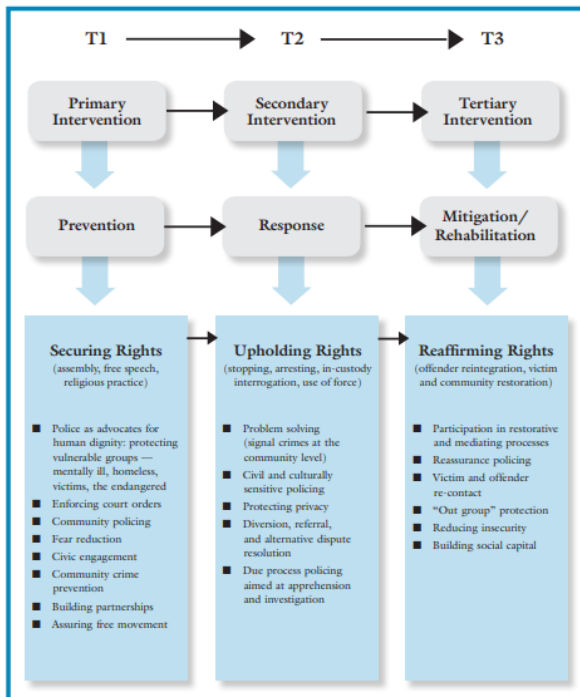 T1
T2
T3
Primary
Intervention
Secondary
Intervention
Tertiary
Intervention
Prevention
Response
Mitigation/
Rehabilitation
Securing Rights
(assembly, free speech,
religious practice)
■ Police as advocates for
human dignity: protecting
vulnerable groups —
mentally ill, homeless,
victims, the endangered
■ Enforcing court orders
■ Community policing
■ Fear reduction
■ Civic engagement
■ Community crime
prevention
■ Building partnerships
■ Assuring free movement
Upholding Rights
(stopping, arresting, in-custody
interrogation, use of force)
■ Problem solving
(signal crimes at the
community level)
■ Civil and culturally
sensitive policing
■ Protecting privacy
■ Diversion, referral,
and alternative dispute
resolution
■ Due process policing
aimed at apprehension
and investigation
Reaffirming Rights
(offender reintegration, victim
and community restoration)
■ Participation in restorative
and mediating processes
■ Reassurance policing
■ Victim and offender
re-contact
■ “Out group” protection
■ Reducing insecurity
■ Building social capital